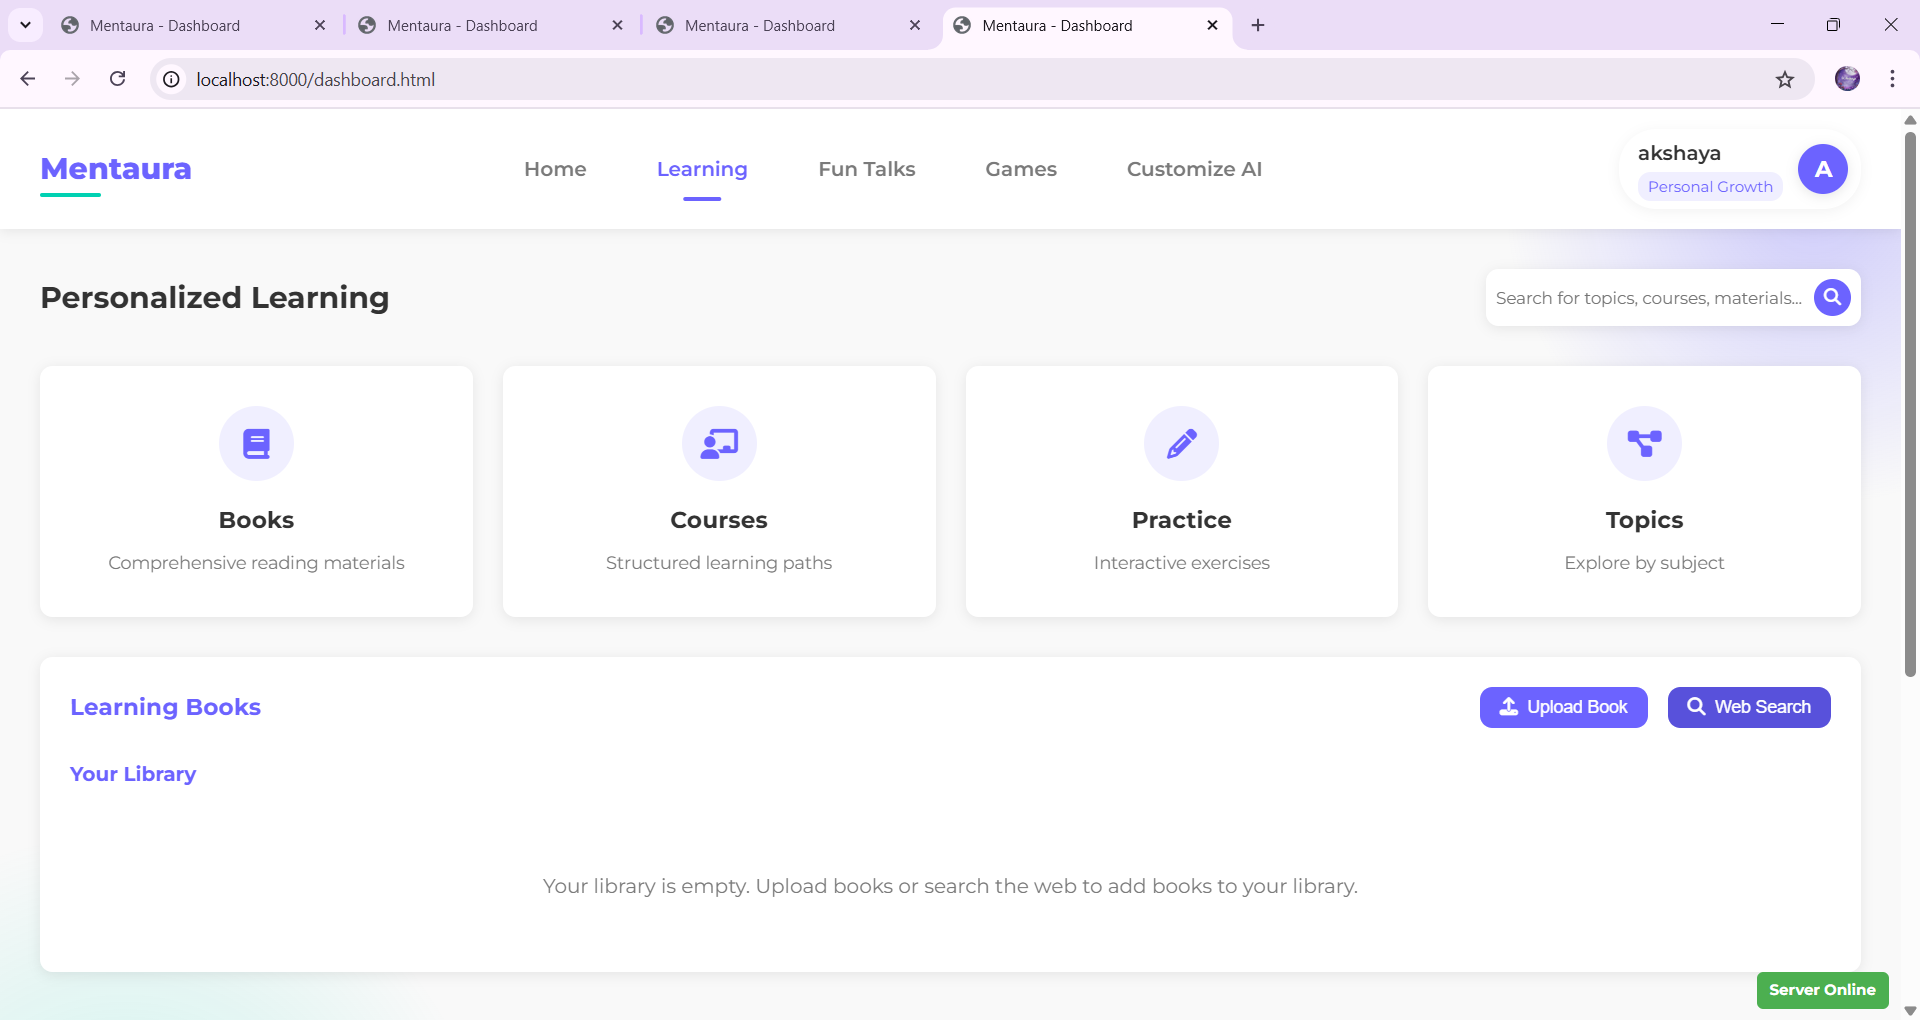 Mentaura - Dashboard
Mentaura - Dashboard
Mentaura - Dashboard
Mentaura - Dashboard
localhost:8000/dashboard.html
Mentaura
Home
Learning
Fun Talks
Games
Customize AI
akshaya
Personal Growth
A
Personalized Learning
Search for topics, courses, materials...
Books
Comprehensive reading materials
Courses
Structured learning paths
Practice
Interactive exercises
Topics
Explore by subject
Learning Books
Upload Book
Web Search
Your Library
Your library is empty. Upload books or search the web to add books to your library.
Server Online